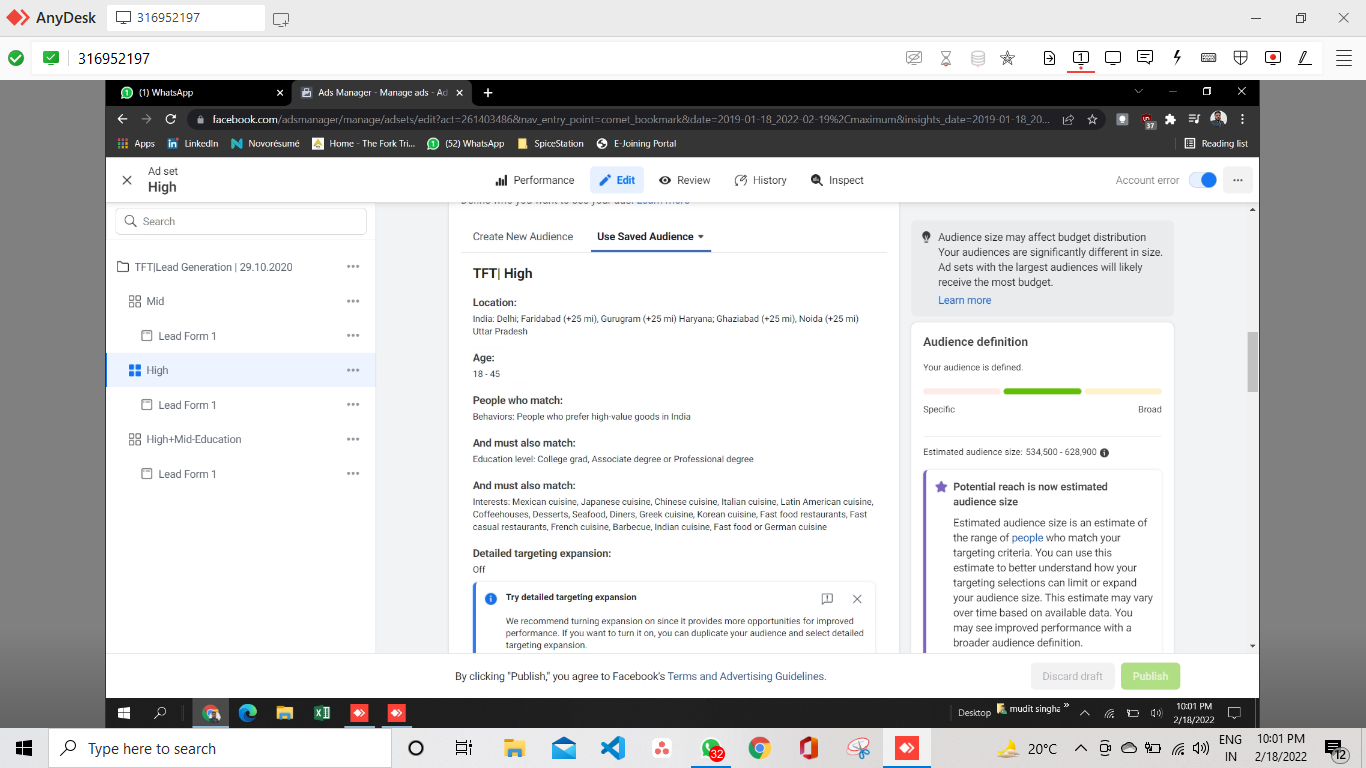 AnyDesk
316952197
316952197
(1) WhatsApp
Ads Manager - Manage ads - Ad
facebook.com/adsmanager/manage/adsets/edit?act=261403486&nav_entry_point=comet_bookmark&date=2019-01-18_2022-02-19%2Cmaximum&insights_date=2019-01-18_20...
37
Apps
LinkedIn
Novorésumé
Home - The Fork Tri...
(52) WhatsApp
SpiceStation
E-Joining Portal
Reading list
Ad set
High
Performance
Edit
Review
History
Inspect
Account error
Search
TFT|Lead Generation | 29.10.2020
Mid
Lead Form 1
High
Lead Form 1
High+Mid-Education
Lead Form 1
Create New Audience
Use Saved Audience
TFT| High
Location:
India: Delhi; Faridabad (+25 mi), Gurugram (+25 mi) Haryana; Ghaziabad (+25 mi), Noida (+25 mi)
Uttar Pradesh
Age:
18 - 45
People who match:
Behaviors: People who prefer high-value goods in India
And must also match:
Education level: College grad, Associate degree or Professional degree
And must also match:
Interests: Mexican cuisine, Japanese cuisine, Chinese cuisine, Italian cuisine, Latin American cuisine,
Coffeehouses, Desserts, Seafood, Diners, Greek cuisine, Korean cuisine, Fast food restaurants, Fast
casual restaurants, French cuisine, Barbecue, Indian cuisine, Fast food or German cuisine
Detailed targeting expansion:
Off
Try detailed targeting expansion
We recommend turning expansion on since it provides more opportunities for improved
performance. If you want to turn it on, you can duplicate your audience and select detailed
targeting expansion.
Audience size may affect budget distribution
Your audiences are significantly different in size.
Ad sets with the largest audiences will likely
receive the most budget.
Learn more
Audience definition
Your audience is defined.
Specific
Broad
Estimated audience size: 534,500 - 628,900
Potential reach is now estimated
audience size
Estimated audience size is an estimate of
the range of people who match your
targeting criteria. You can use this
estimate to better understand how your
targeting selections can limit or expand
your audience size. This estimate may vary
over time based on available data. You
may see improved performance with a
broader audience definition.
By clicking "Publish," you agree to Facebook's Terms and Advertising Guidelines.
Discard draft
Publish
Desktop
mudit singha
10:01 PM
2/18/2022
Type here to search
32
20°C
ENG
IN
10:01 PM
2/18/2022
12